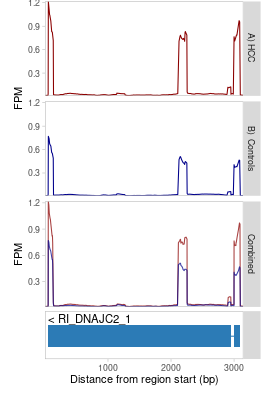 1.2
0.9
0.6
0.3
FPM
A) HCC
1.2
0.9
0.6
0.3
B) Controls
1.2
0.9
0.6
0.3
FPM
Combined
< RI_DNAJC2_1
1000 2000 3000
Distance from region start (bp)